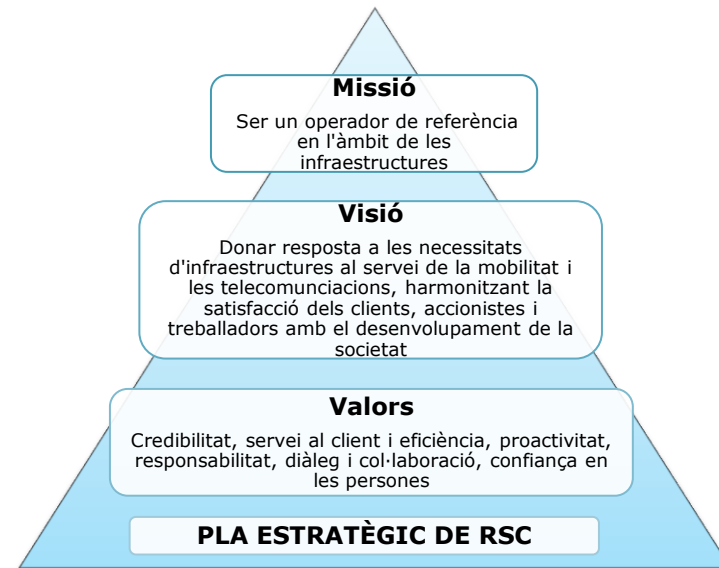 Missió
Ser un operador de referència
en l'àmbit de les
infraestructures
Visió
Donar resposta a les necessitats
d'infraestructures al servei de la mobilitat i
les telecomunciacions, harmonitzant la
satisfacció dels clients, accionistes i
treballadors amb el desenvolupament de la
societat
Valors
Credibilitat, servei al client i eficiència, proactivitat,
responsabilitat, diàleg i col·laboració, confiança en
les persones
PLA ESTRATÈGIC DE RSC